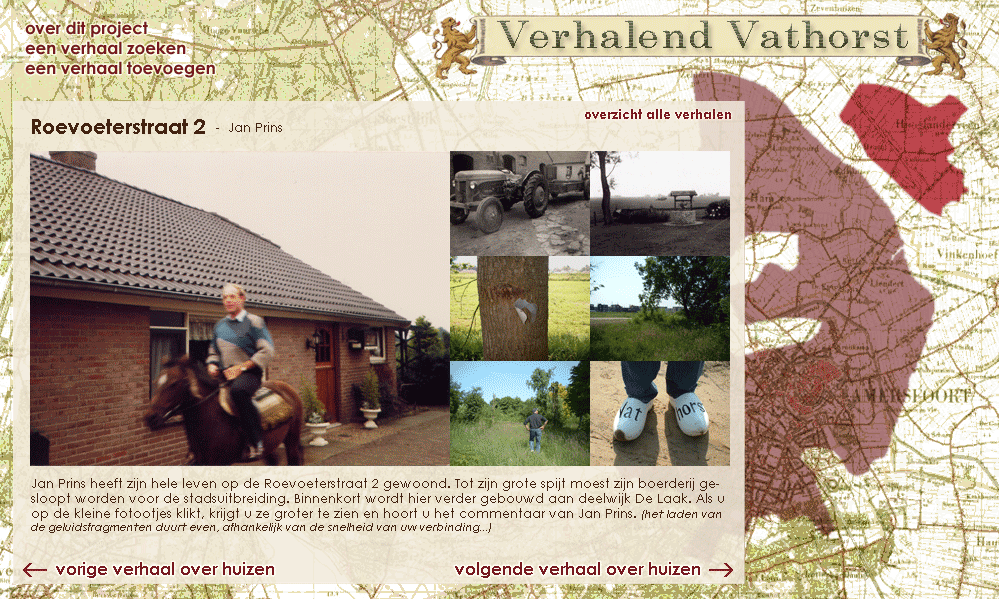 over dit project
een verhaal zoeken
een verhaal toevoegen
Verhalend Vathorst
overzicht alle verhalen
Roevoeterstraat 2 - Jan Prins
Vat hors
Jan Prins heeft zijn hele leven op de Roevoeterstraat 2 gewoond. Tot zijn grote spijt moest zijn boerderij ge-
sloopt worden voor de stadsuitbreiding. Binnenkort wordt hier verder gebouwd aan deelwijk De Laak. Als u
op de kleine fotootjes klikt, krijgt u ze groter te zien en hoort u het commentaar van Jan Prins. (het laden van
de geluidsfragmenten duurt even, afhankelijk van de snelheid van uw verbinding...)
← vorige verhaal over huizen
volgende verhaal over huizen →
Zevenhuizen
Hooglanderveen
Vinkenhoef
Liendert
AMERSFOORT